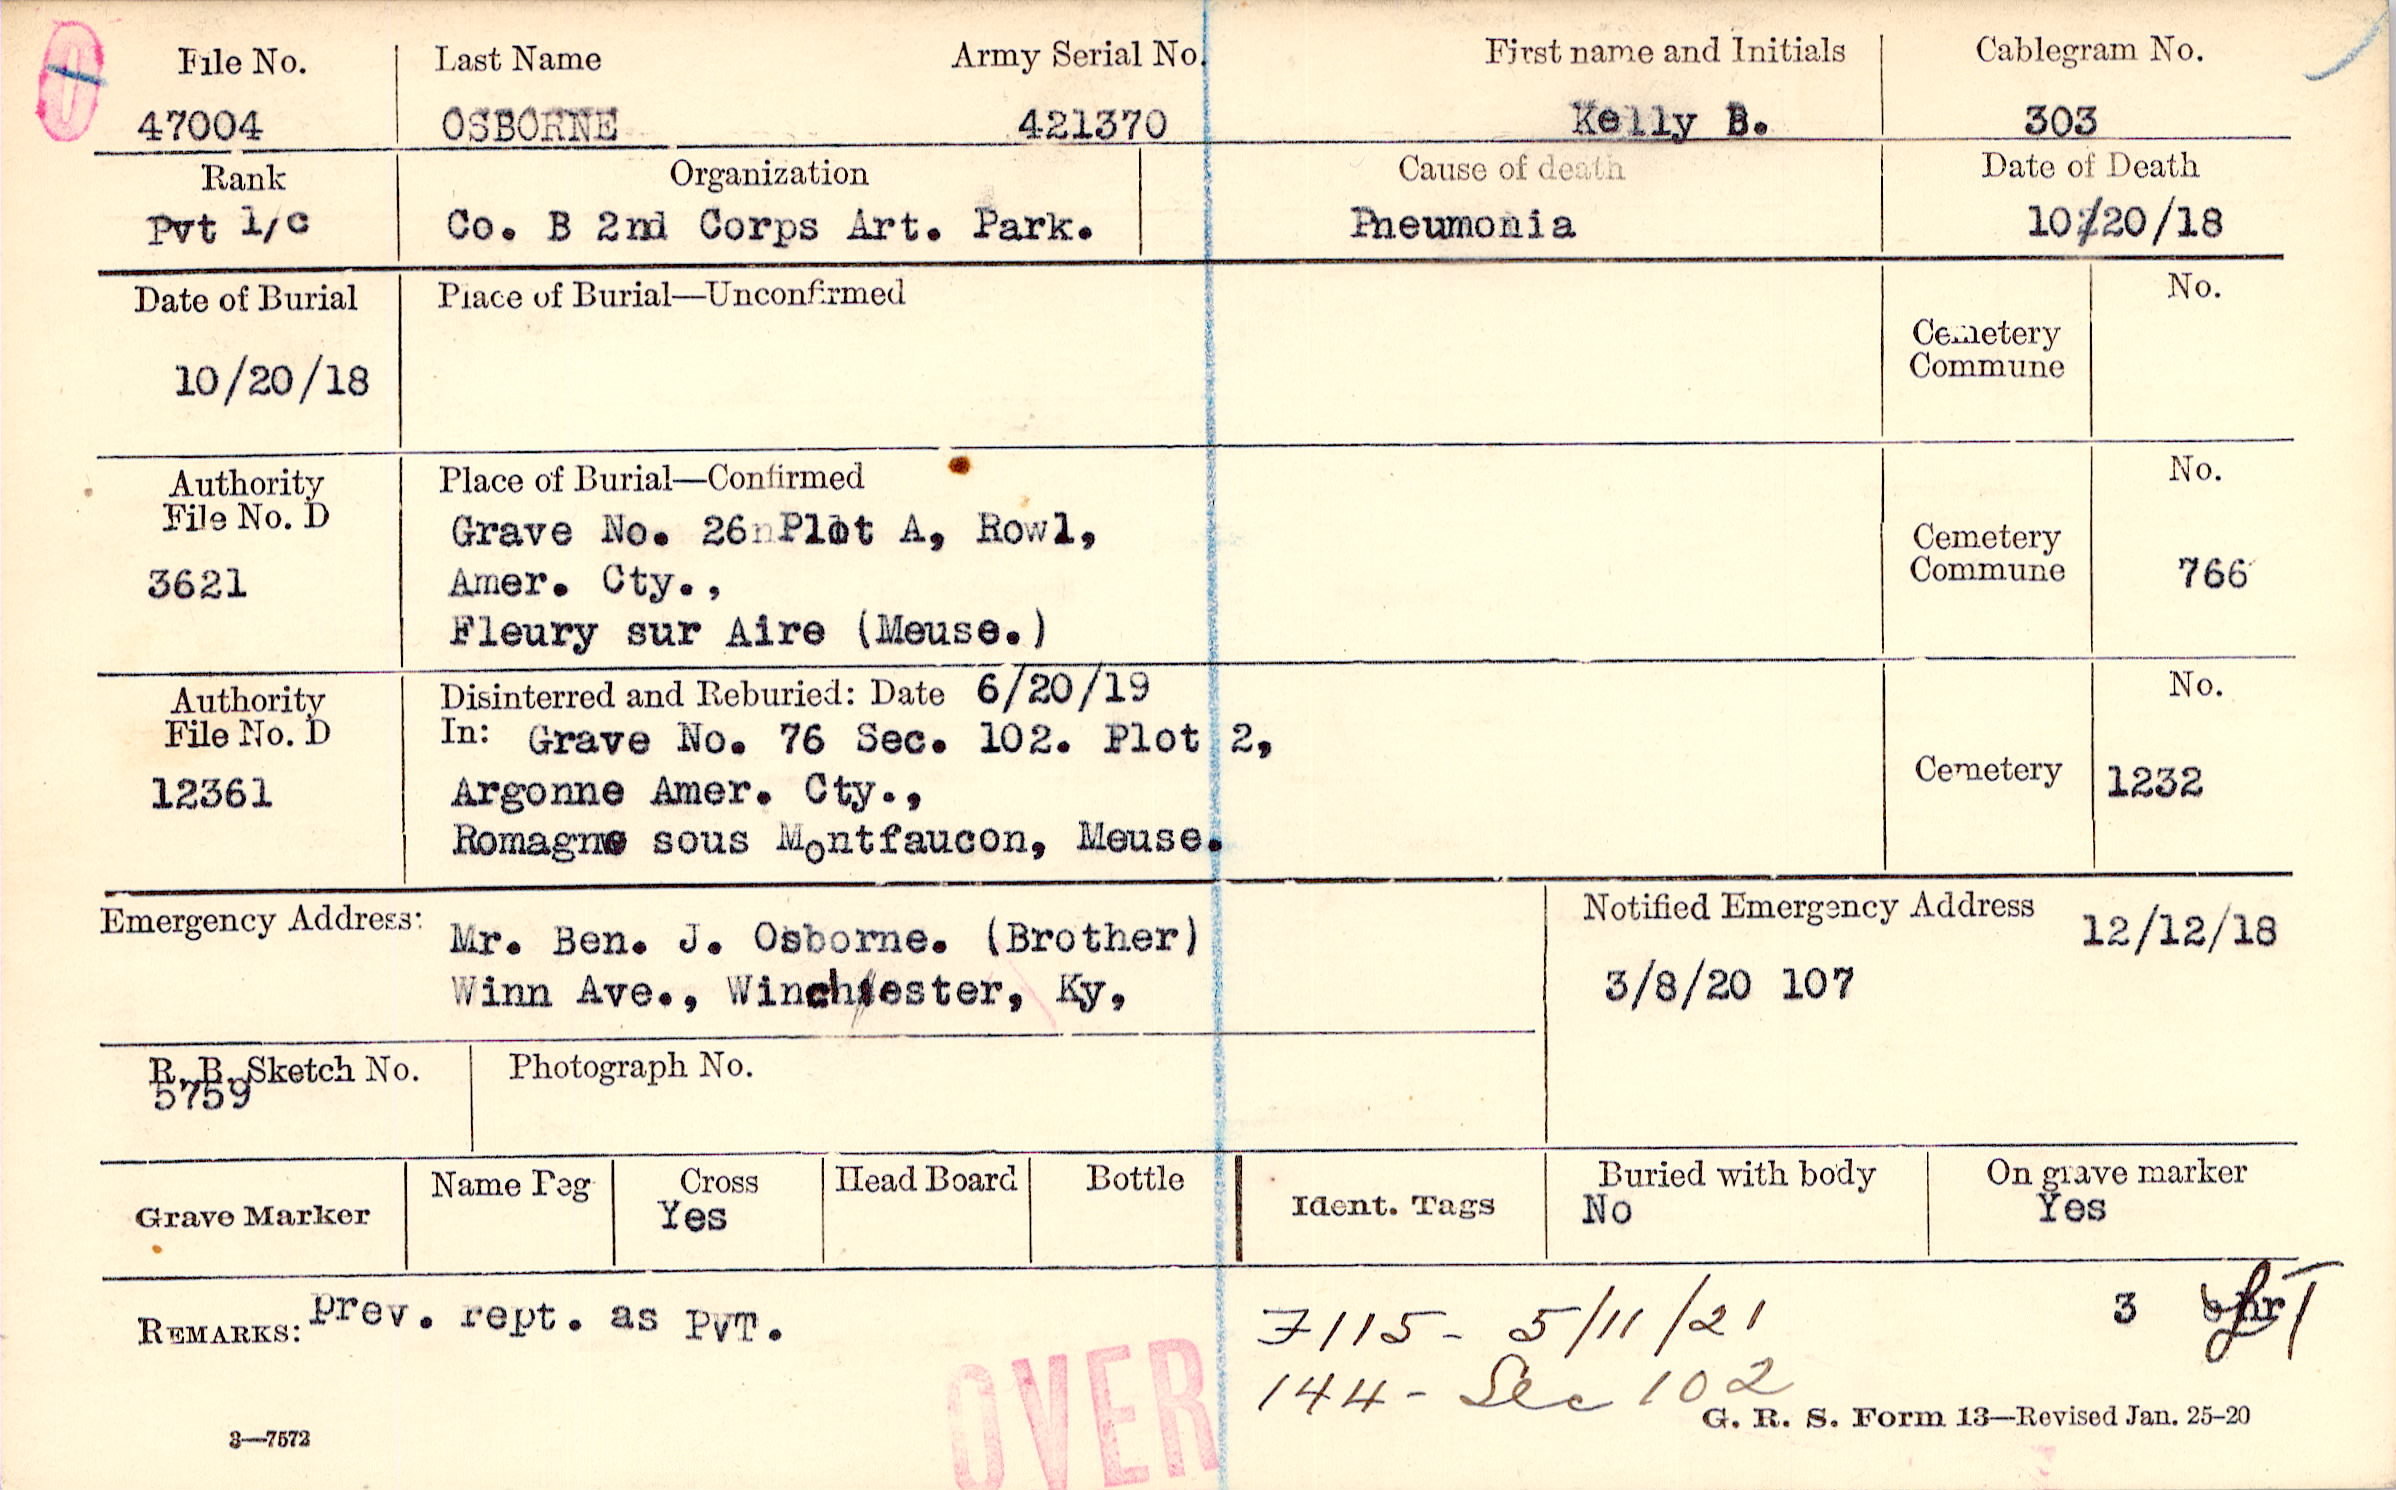 File No. Last Name Army Serial No. First name and Initials Cablegram No.
47004 OSBORNE 421370 Kelly B. 303
Rank Organization Cause of death Date of Death
Pvt 1/c Co. B 2nd Corps Art. Park. Pneumonia 10/20/18
Date of Burial Place of Burial—Unconfirmed No.
Cemetery
Commune
10/20/18
Authority Place of Burial—Confirmed No.
File No. D
Grave No. 26 Plot A, Row1,
Cemetery
Commune
3621 Amer. Cty., 766
Fleury sur Aire (Meuse.)
Authority Disinterred and Reburied: Date 6/20/19 No.
File No. D In: Grave No. 76 Sec. 102. Plot 2,
12361 Argonne Amer. Cty., Cemetery 1232
Romagne sous Montfaucon, Meuse.
Emergency Address: Mr. Ben. J. Osborne. (Brother) Notified Emergency Address 12/12/18
Winn Ave., Winchester, Ky, 3/8/20 107
R. B. Sketch No. Photograph No.
5759
Name Peg Cross Head Board Bottle Buried with body On grave marker
Grave Marker Yes Ident. Tags No Yes
REMARKS: prev. rept. as PVT. 7115 - 5/11/21 3
144 - Sec 102
OVER
G. R. S. Form 13—Revised Jan. 25-20
3—7572